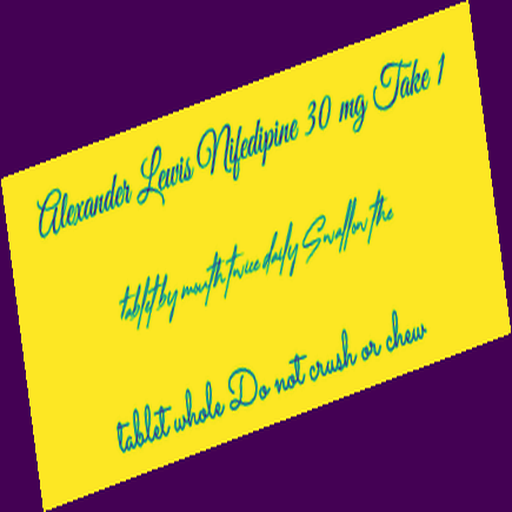 Alexander Lewis Nifedipine 30 mg Take 1
tablet by mouth twice daily Swallow the
tablet whole Do not crush or chew